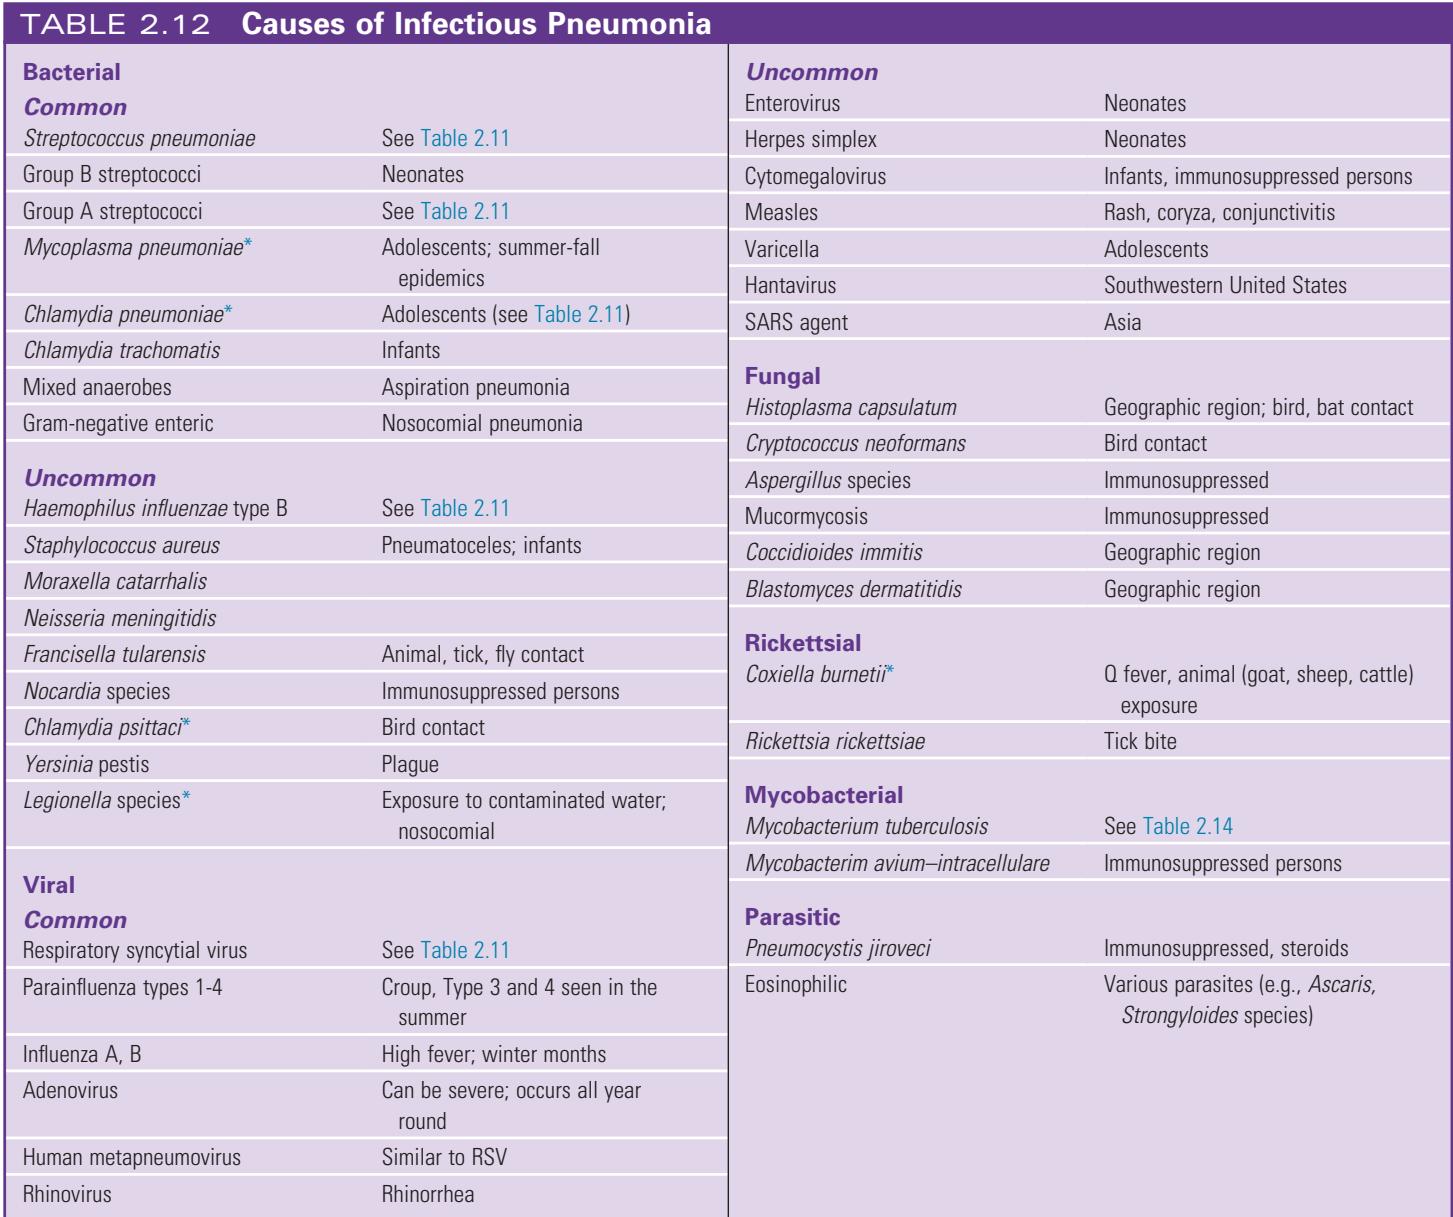 TABLE 2.12 Causes of Infectious Pneumonia
Bacterial
Common
Streptococcus pneumoniae See Table 2.11
Group B streptococci Neonates
Group A streptococci See Table 2.11
Mycoplasma pneumoniae* Adolescents; summer-fall
epidemics
Chlamydia pneumoniae* Adolescents (see Table 2.11)
Chlamydia trachomatis Infants
Mixed anaerobes Aspiration pneumonia
Gram-negative enteric Nosocomial pneumonia
Uncommon
Haemophilus influenzae type B See Table 2.11
Staphylococcus aureus Pneumatoceles; infants
Moraxella catarrhalis
Neisseria meningitidis
Francisella tularensis Animal, tick, fly contact
Nocardia species Immunosuppressed persons
Chlamydia psittaci* Bird contact
Yersinia pestis Plague
Legionella species* Exposure to contaminated water;
nosocomial
Viral
Common
Respiratory syncytial virus See Table 2.11
Parainfluenza types 1-4 Croup, Type 3 and 4 seen in the
summer
Influenza A, B High fever; winter months
Adenovirus Can be severe; occurs all year
round
Human metapneumovirus Similar to RSV
Rhinovirus Rhinorrhea
Uncommon
Enterovirus Neonates
Herpes simplex Neonates
Cytomegalovirus Infants, immunosuppressed persons
Measles Rash, coryza, conjunctivitis
Varicella Adolescents
Hantavirus Southwestern United States
SARS agent Asia
Fungal
Histoplasma capsulatum Geographic region; bird, bat contact
Cryptococcus neoformans Bird contact
Aspergillus species Immunosuppressed
Mucormycosis Immunosuppressed
Coccidioides immitis Geographic region
Blastomyces dermatitidis Geographic region
Rickettsial
Coxiella burnetii* Q fever, animal (goat, sheep, cattle)
exposure
Rickettsia rickettsiae Tick bite
Mycobacterial
Mycobacterium tuberculosis See Table 2.14
Mycobacterim avium–intracellulare Immunosuppressed persons
Parasitic
Pneumocystis jiroveci Immunosuppressed, steroids
Eosinophilic Various parasites (e.g., Ascaris,
Strongyloides species)